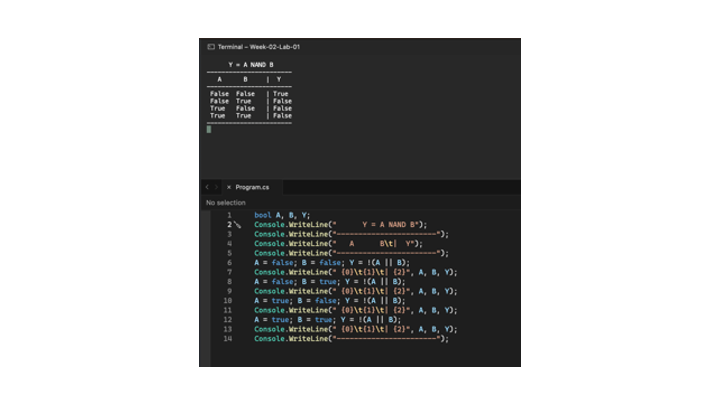 Terminal – Week-02-Lab-01
Y = A NAND B
-----------------------
A B | Y
-----------------------
False False | True
False True | False
True False | False
True True | False
-----------------------
< > × Program.cs
No selection
1 bool A, B, Y;
2 Console.WriteLine("      Y = A NAND B");
3 Console.WriteLine("-----------------------");
4 Console.WriteLine("   A      B\t|  Y");
5 Console.WriteLine("-----------------------");
6 A = false; B = false; Y = !(A || B);
7 Console.WriteLine(" {0}\t{1}\t| {2}", A, B, Y);
8 A = false; B = true; Y = !(A || B);
9 Console.WriteLine(" {0}\t{1}\t| {2}", A, B, Y);
10 A = true; B = false; Y = !(A || B);
11 Console.WriteLine(" {0}\t{1}\t| {2}", A, B, Y);
12 A = true; B = true; Y = !(A || B);
13 Console.WriteLine(" {0}\t{1}\t| {2}", A, B, Y);
14 Console.WriteLine("-----------------------");